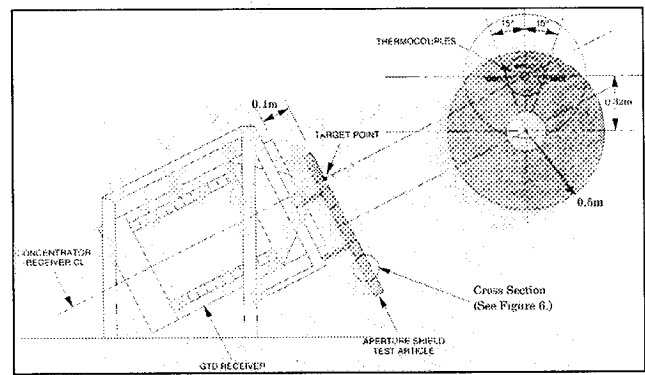 15° 15°
THERMOCOUPLES
0.32m
0.1m
TARGET POINT
0.5m
CONCENTRATOR
RECEIVER CL
Cross Section
(See Figure 6.)
APERTURE SHIELD
TEST ARTICLE
GTD RECEIVER